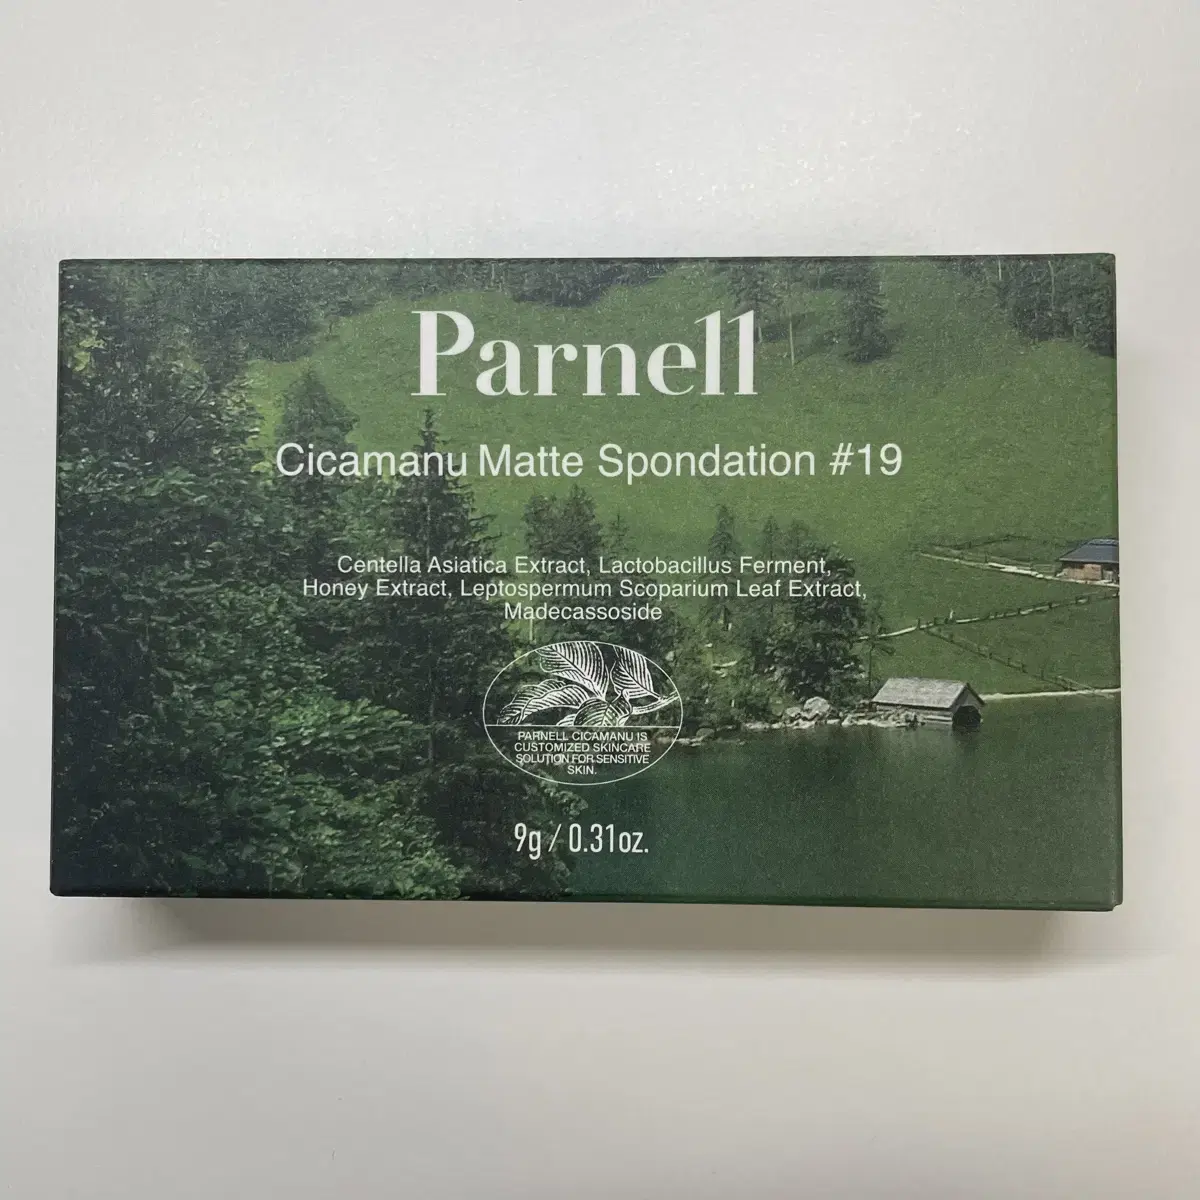 Parnell
Cicamanu Matte Spondation #19
Centella Asiatica Extract, Lactobacillus Ferment,
Honey Extract, Leptospermum Scoparium Leaf Extract,
Madecassoside
PARNELL CICAMANU IS
CUSTOMIZED SKINCARE
SOLUTION FOR SENSITIVE
SKIN.
9g / 0.31oz.